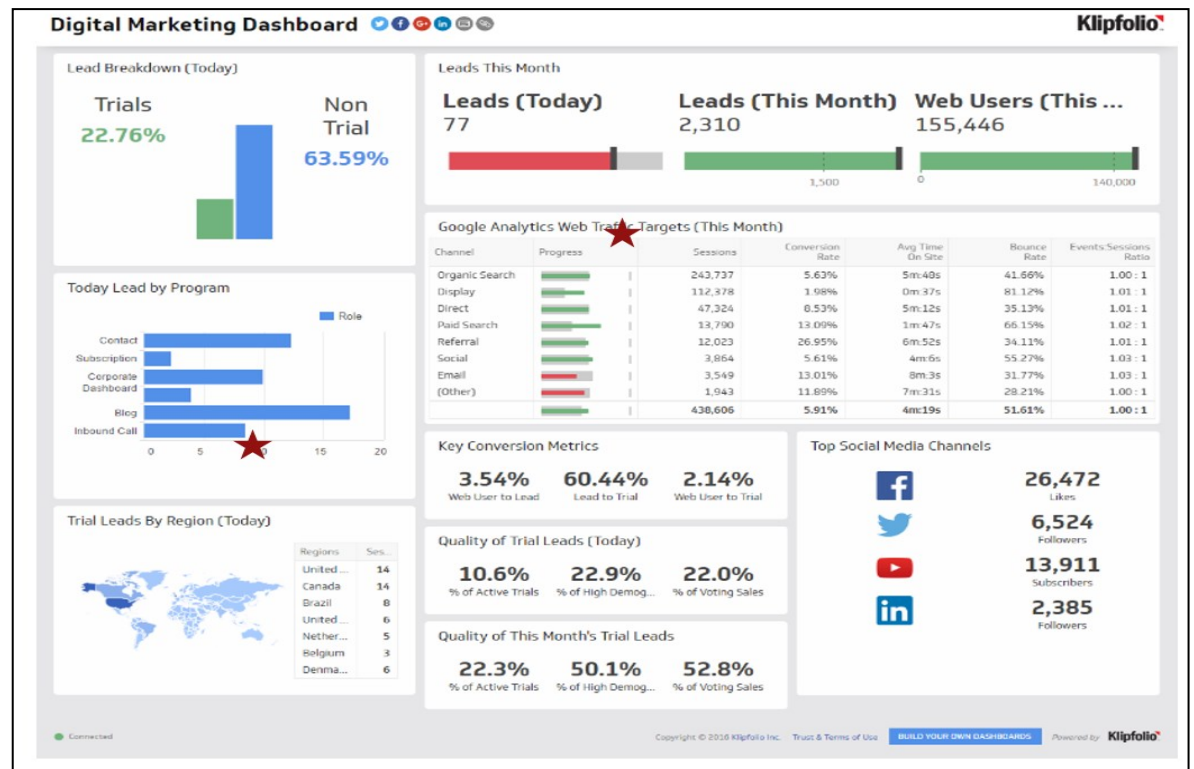 Digital Marketing Dashboard
Klipfolio
Lead Breakdown (Today)
Trials
22.76%
Non
Trial
63.59%
Leads This Month
Leads (Today)
77
Leads (This Month)
2,310
1,500
Web Users (This ...
155,446
0 140,000
Google Analytics Web Traffic Targets (This Month)
Channel Progress Sessions Conversion Rate Avg Time On Site Bounce Rate Events:Sessions Ratio
Organic Search 243,737 5.63% 5m:48s 41.66% 1.00 : 1
Display 112,378 1.98% 0m:37s 81.12% 1.01 : 1
Direct 47,324 8.53% 5m:12s 35.13% 1.01 : 1
Paid Search 13,790 13.09% 1m:47s 66.15% 1.02 : 1
Referral 12,023 26.95% 6m:52s 34.11% 1.01 : 1
Social 3,864 5.61% 4m:6s 55.27% 1.03 : 1
Email 3,549 13.01% 8m:3s 31.77% 1.03 : 1
(Other) 1,943 11.89% 7m:31s 28.21% 1.00 : 1
438,606 5.91% 4m:19s 51.61% 1.00 : 1
Today Lead by Program
Role
Contact
Subscription
Corporate
Dashboard
Blog
Inbound Call
0 5 15 20
Key Conversion Metrics
3.54% 60.44% 2.14%
Web User to Lead Lead to Trial Web User to Trial
Quality of Trial Leads (Today)
10.6% 22.9% 22.0%
% of Active Trials % of High Demog... % of Voting Sales
Quality of This Month's Trial Leads
22.3% 50.1% 52.8%
% of Active Trials % of High Demog... % of Voting Sales
Top Social Media Channels
f
26,472
Likes
6,524
Followers
13,911
Subscribers
in
2,385
Followers
Trial Leads By Region (Today)
Regions Ses...
United ... 14
Canada 14
Brazil 8
United ... 6
Nether... 5
Belgium 3
Denma... 6
Connected
Copyright © 2016 Klipfolio Inc. Trust & Terms of Use BUILD YOUR OWN DASHBOARDS Powered by Klipfolio